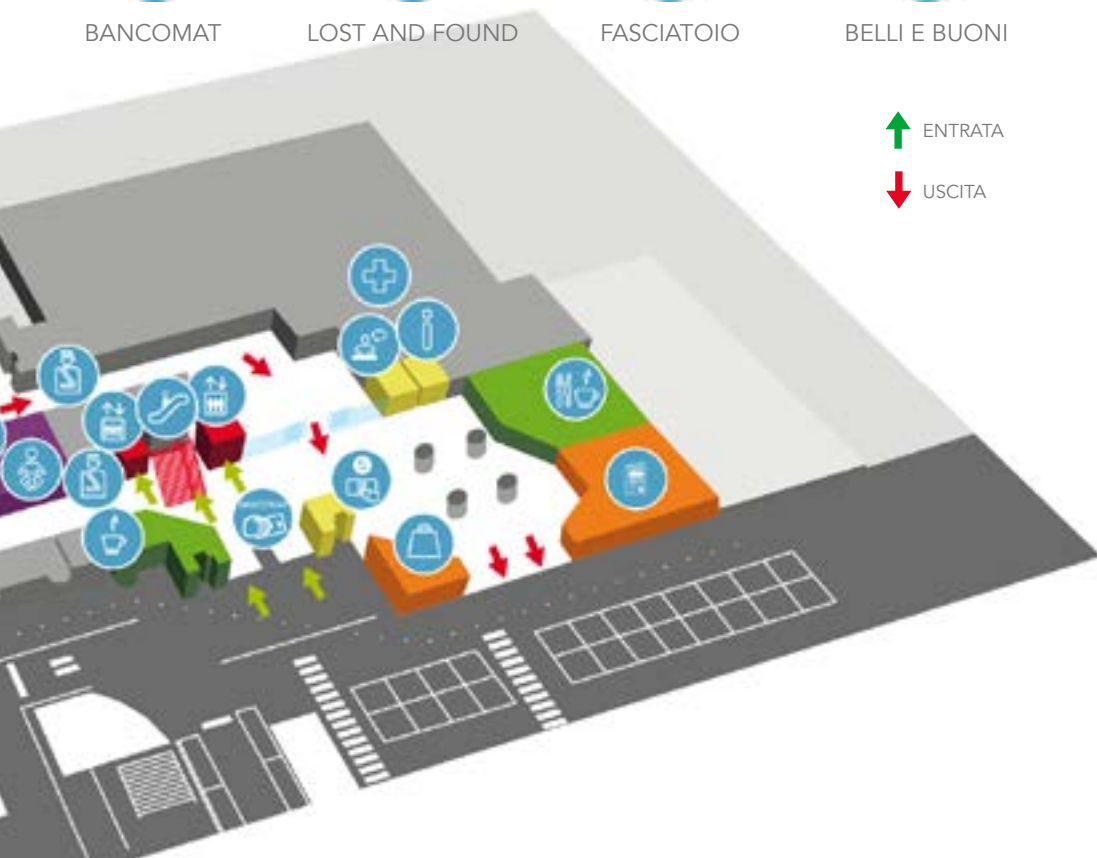 BANCOMAT
LOST AND FOUND
FASCIATOIO
BELLI E BUONI
ENTRATA
USCITA